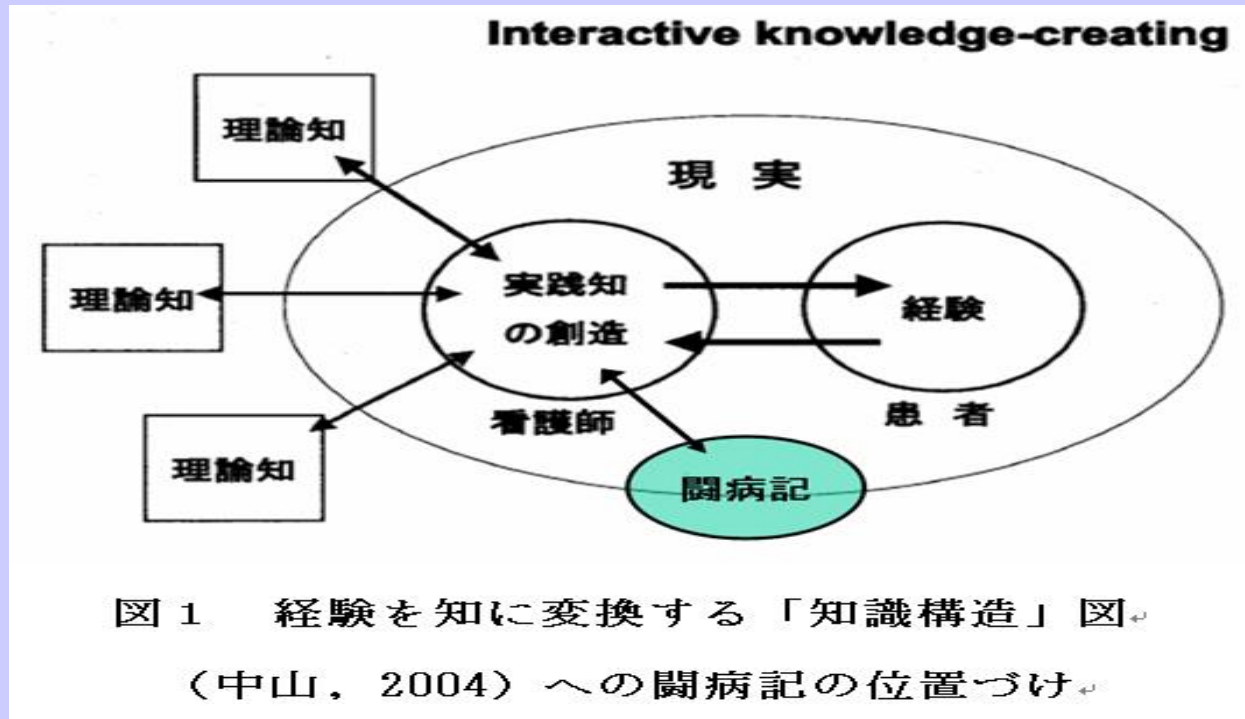 Interactive knowledge-creating
理論知
現 実
理論知
実践知
の創造
経験
看護師
患 者
理論知
闘病記
図1 経験を知に変換する「知識構造」図
(中山, 2004) への闘病記の位置づけ